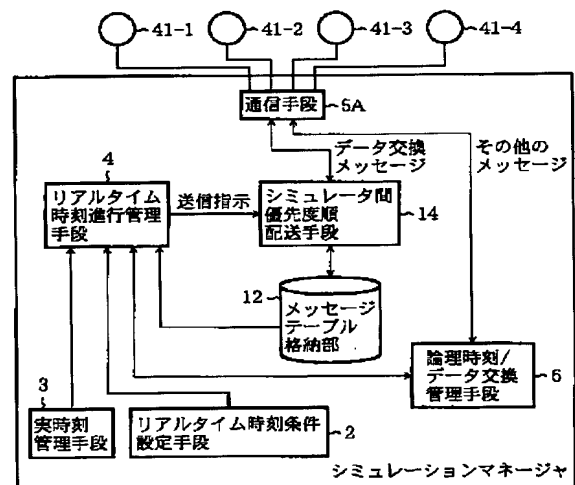 41-1
41-2
41-3
41-4
通信手段
5A
データ交換
メッセージ
その他の
メッセージ
4
リアルタイム
時刻進行管理
手段
送信指示
シミュレータ間
優先度順
配送手段
14
12
メッセージ
テーブル
格納部
論理時刻/
データ交換
管理手段
6
3
実時刻
管理手段
リアルタイム時刻条件
設定手段
2
シミュレーションマネージャ